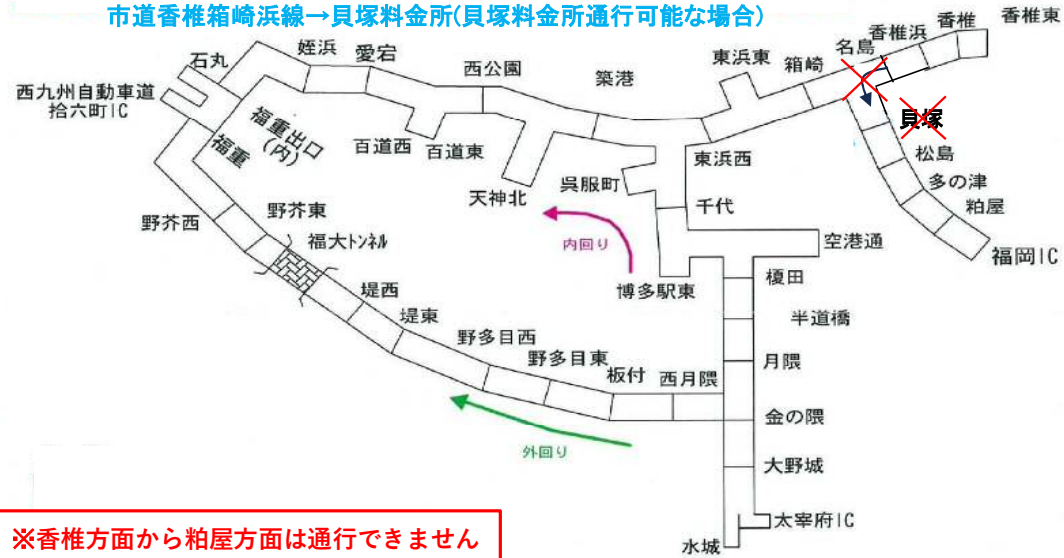 市道香椎箱崎浜線→貝塚料金所(貝塚料金所通行可能な場合)
香椎東
香椎
香椎浜
名島
箱崎
東浜東
築港
西公園
愛宕
姪浜
石丸
西九州自動車道
拾六町IC
福重出口
(内)
福重
百道西
百道東
天神北
呉服町
東浜西
貝塚
松島
多の津
粕屋
福岡IC
千代
空港通
内回り
博多駅東
榎田
半道橋
月隈
野芥西
野芥東
福大トンネル
堤西
堤東
野多目西
野多目東
板付
西月隈
金の隈
外回り
大野城
太宰府IC
水城
※香椎方面から粕屋方面は通行できません